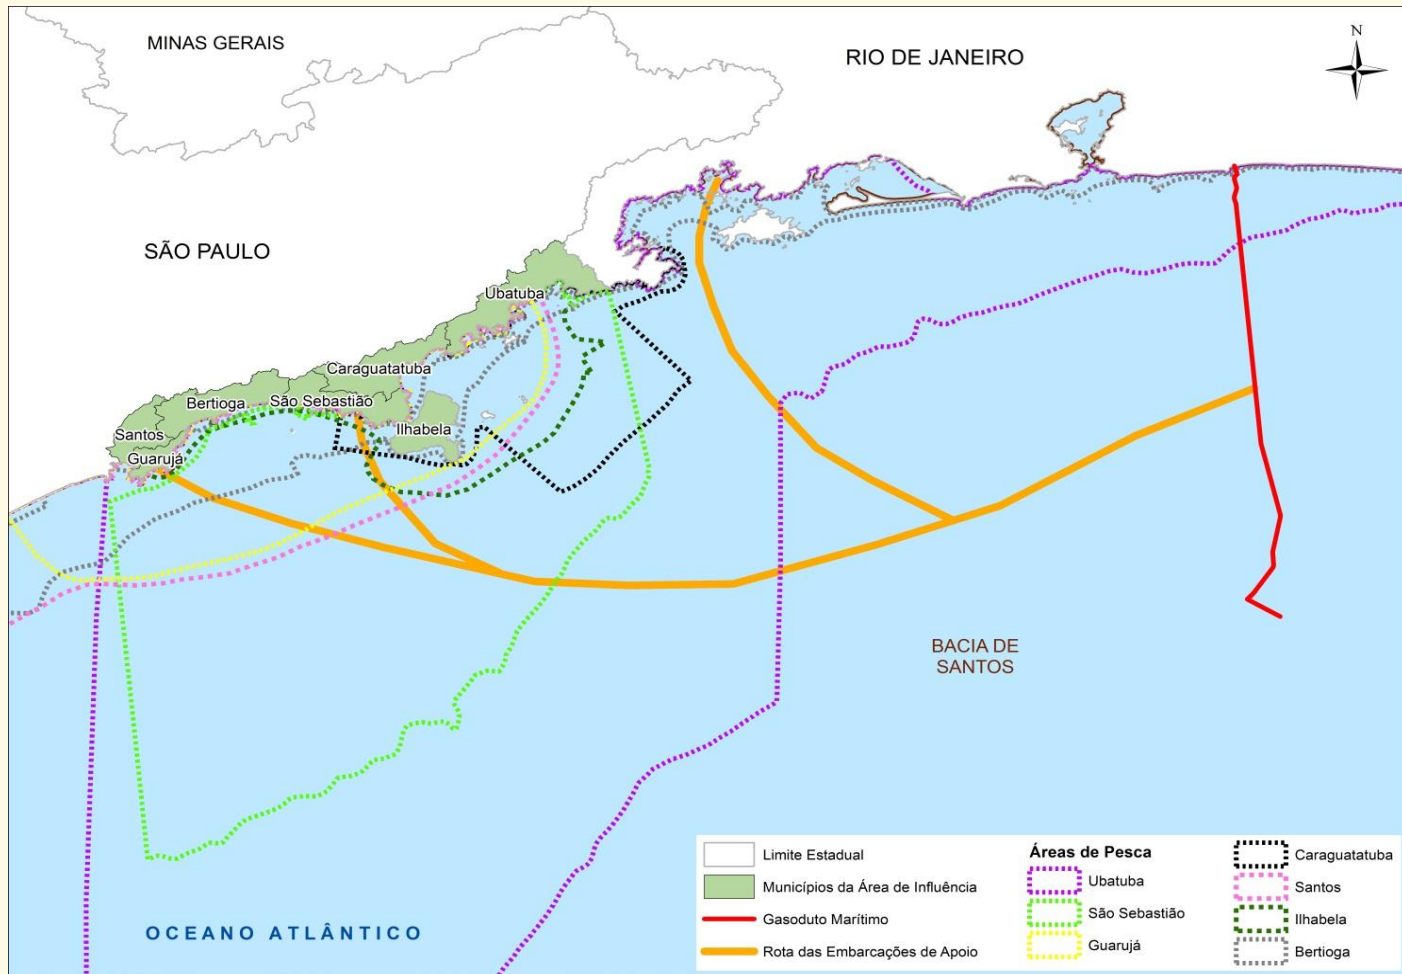 MINAS GERAIS
RIO DE JANEIRO
N
SÃO PAULO
Ubatuba
Caraguatatuba
Bertioga
São Sebastião
Santos
Ilhabela
Guarujá
BACIA DE
SANTOS
OCEANO ATLÂNTICO
Limite Estadual
Municípios da Área de Influência
Gasoduto Marítimo
Rota das Embarcações de Apoio
Áreas de Pesca
Ubatuba
São Sebastião
Guarujá
Caraguatatuba
Santos
Ilhabela
Bertioga